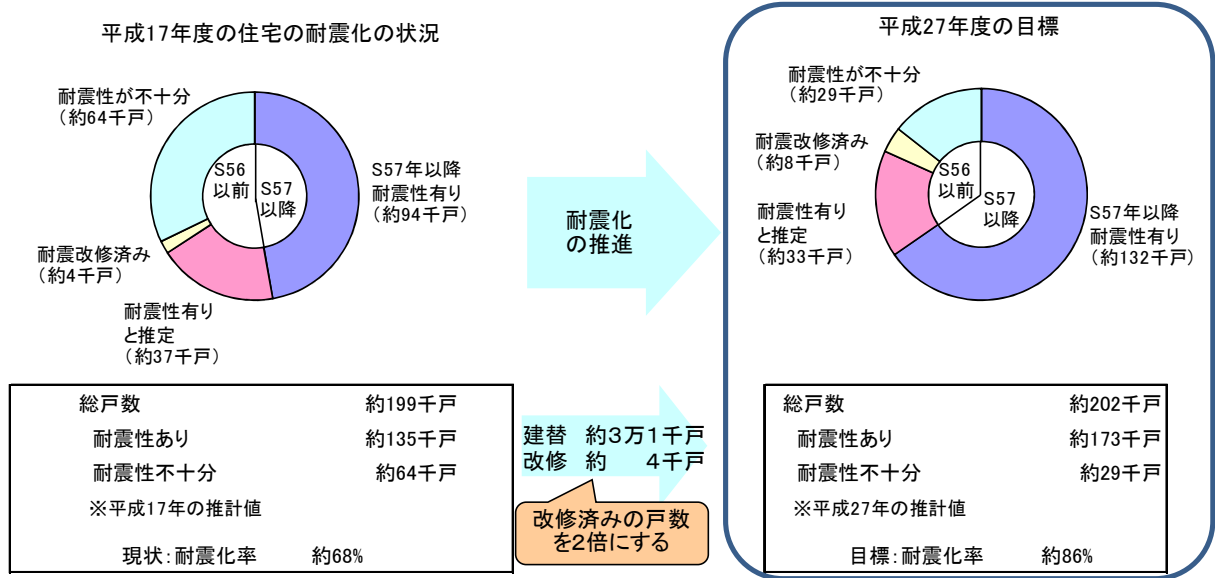 平成17年度の住宅の耐震化の状況
耐震性が不十分
（約64千戸）
S56
以前
S57
以降
S57年以降
耐震性有り
（約94千戸）
耐震改修済み
（約4千戸）
耐震性有り
と推定
（約37千戸）
耐震化
の推進
平成27年度の目標
耐震性が不十分
（約29千戸）
耐震改修済み
（約8千戸）
S56
以前
S57
以降
耐震性有り
と推定
（約33千戸）
S57年以降
耐震性有り
（約132千戸）
総戸数 約199千戸
耐震性あり 約135千戸
耐震性不十分 約64千戸
※平成17年の推計値
現状：耐震化率 約68%
建替 約３万１千戸
改修 約 ４千戸
改修済みの戸数
を２倍にする
総戸数 約202千戸
耐震性あり 約173千戸
耐震性不十分 約29千戸
※平成27年の推計値
目標：耐震化率 約86%